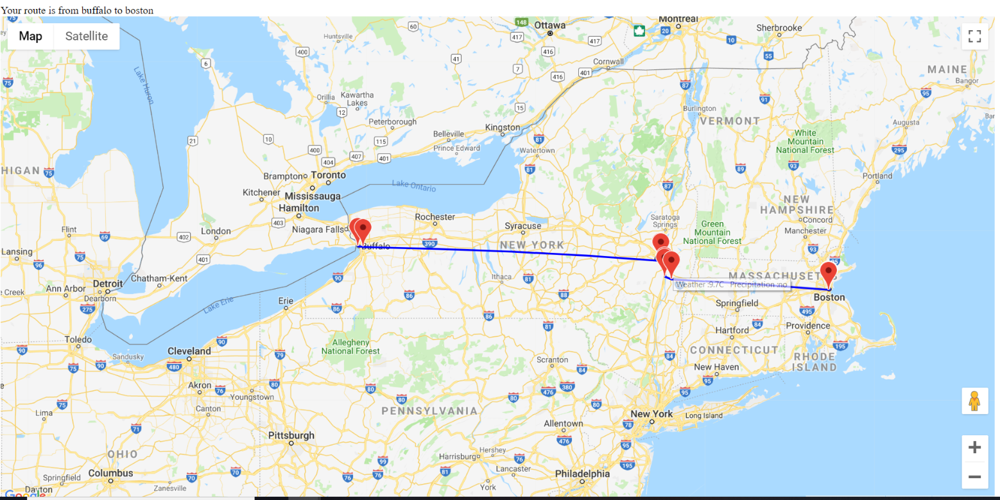 Your route is from buffalo to boston
Map
Satellite
Ottawa
Montreal
Sherbrooke
Huntsville
Cornwall
MAINE
Bangor
Lake Huron
Orillia
Kawartha
Lakes
Peterborough
Kingston
Belleville
Prince Edward
Watertown
Burlington
VERMONT
White
Mountain
National Forest
Augusta
Portland
HIGAN
Brampton
Toronto
Kitchener
Mississauga
Hamilton
Lake Ontario
NEW
HAMPSHIRE
Concord
Manchester
Saratoga
Springs
Green
Mountain
National Forest
Flint
London
Niagara Falls
Rochester
Syracuse
NEW YORK
Buffalo
Lansing
Ithaca
MASSACHUSET
Weather :9.7C Precipitation :no
Boston
Springfield
Detroit
Chatham-Kent
Ann Arbor
Dearborn
Creek
Erie
Lake Erie
Hartford
Providence
CONNECTICUT
RHODE
ISLAND
New Haven
Toledo
Sandusky
Cleveland
Allegheny
National Forest
Scranton
Akron
Youngstown
Canton
Lima
PENNSYLVANIA
New York
Long Island
Allentown
Pittsburgh
OHIO
Harrisburg
Hershey
Lancaster
Philadelphia
Columbus
Springfield
Dayton
Zanesville
York
Google
75
6
400
60
41
148
417
416
417
20
10
55
7
416
401
87
91
95
12
15
21
10
115
400
404
407
401
81
81
87
89
93
295
403
402
69
75
96
401
390
90
86
86
81
88
86
81
93
95
495
84
195
275
90
75
90
480
90
79
80
76
75
71
80
80
80
476
380
84
80
84
95
95
78
476
95
195
99
76
76
81
76
70
70